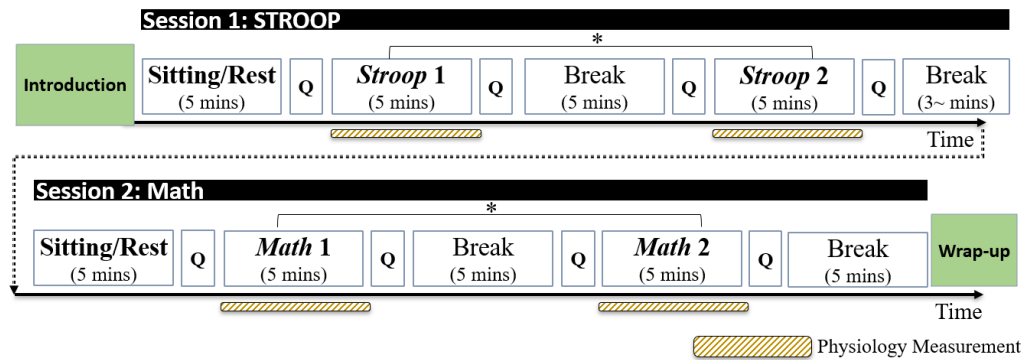 Session 1: STROOP
*
Introduction
Sitting/Rest
(5 mins)
Q
Stroop 1
(5 mins)
Q
Break
(5 mins)
Q
Stroop 2
(5 mins)
Q
Break
(3~ mins)
Time
Session 2: Math
*
Sitting/Rest
(5 mins)
Q
Math 1
(5 mins)
Q
Break
(5 mins)
Q
Math 2
(5 mins)
Q
Break
(5 mins)
Wrap-up
Time
Physiology Measurement